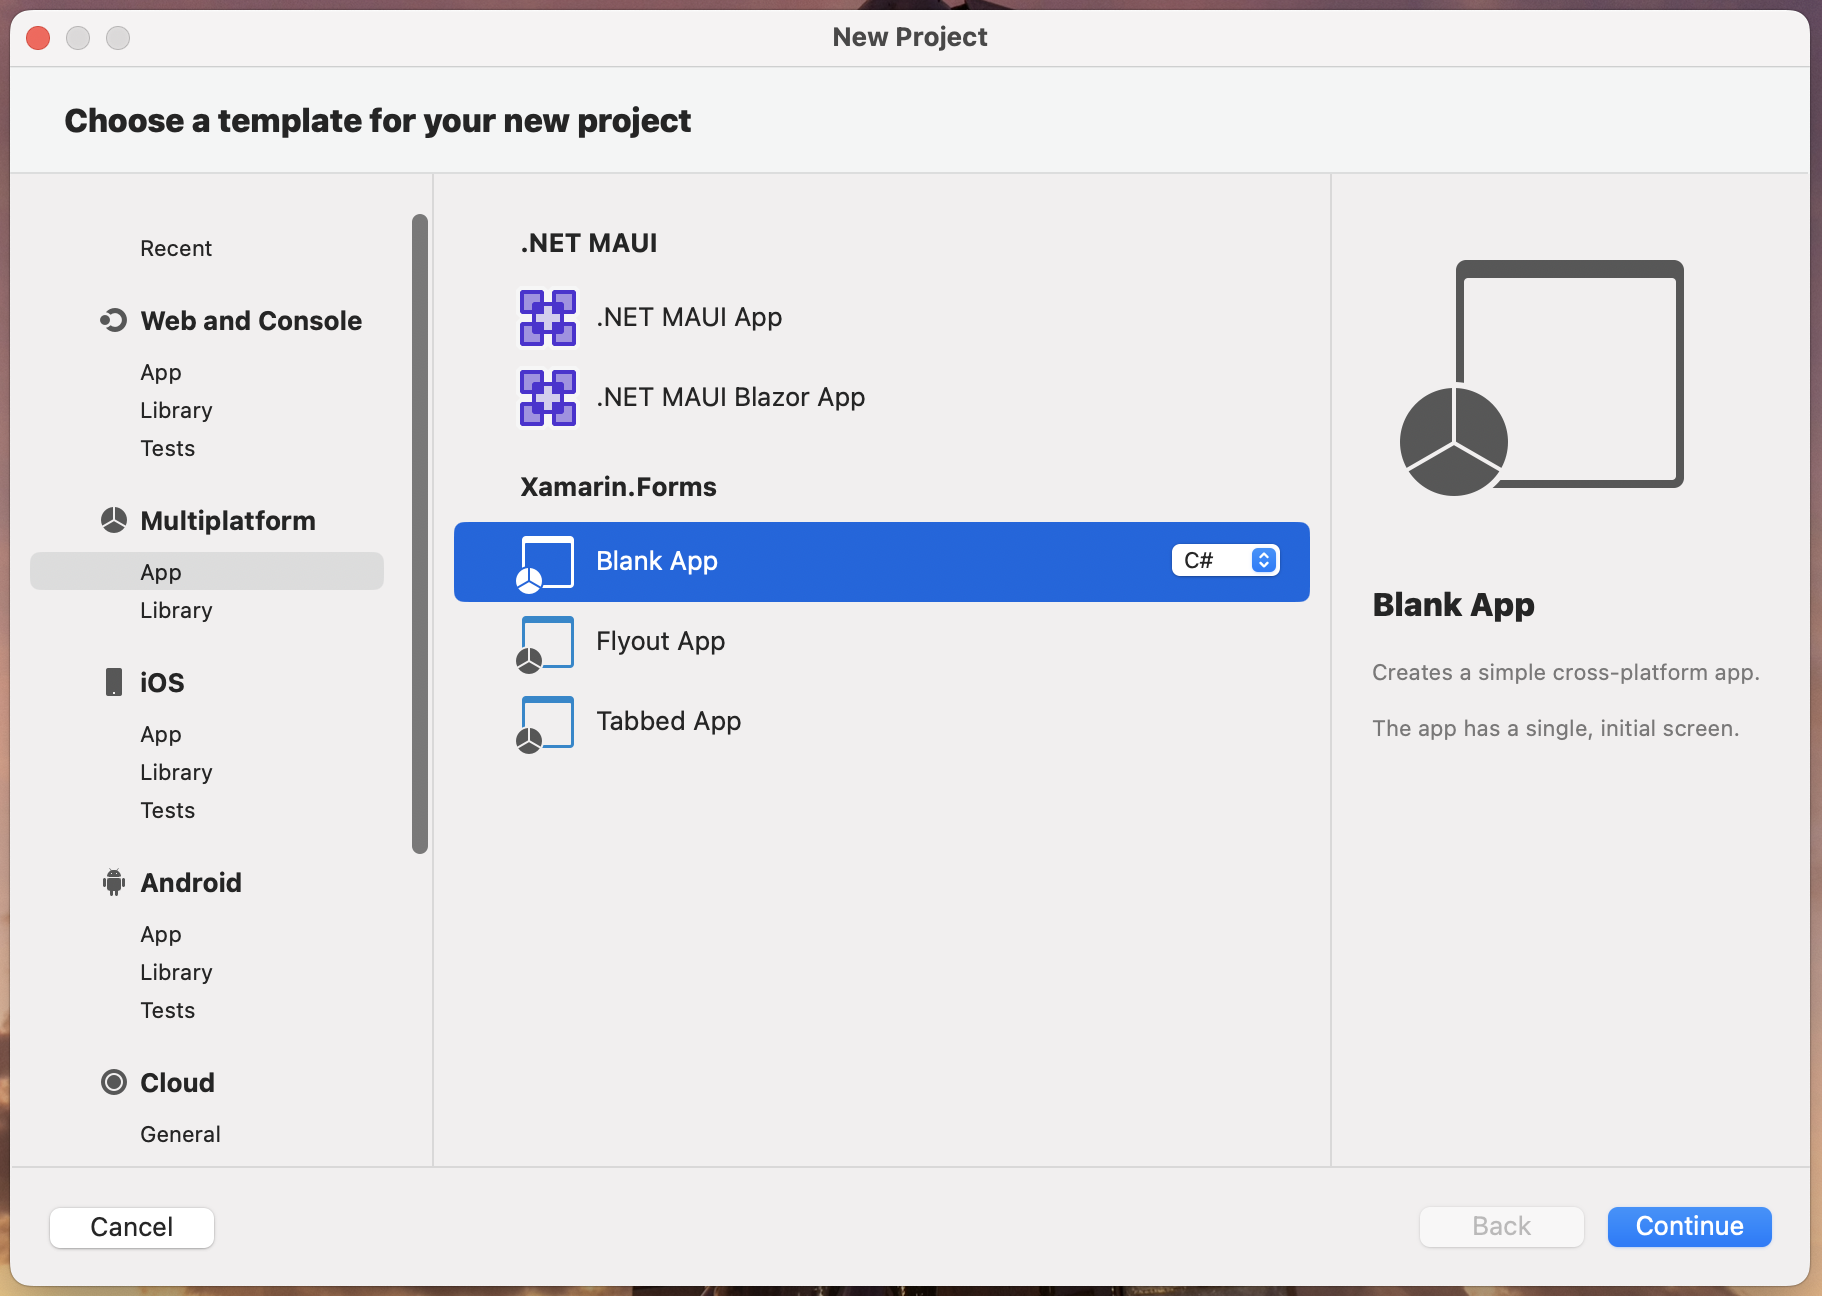 New Project
Choose a template for your new project
Recent
Web and Console
App
Library
Tests
Multiplatform
App
Library
iOS
App
Library
Tests
Android
App
Library
Tests
Cloud
General
.NET MAUI
.NET MAUI App
.NET MAUI Blazor App
Xamarin.Forms
Blank App
C#
Flyout App
Tabbed App
Blank App
Creates a simple cross-platform app.
The app has a single, initial screen.
Cancel
Back
Continue